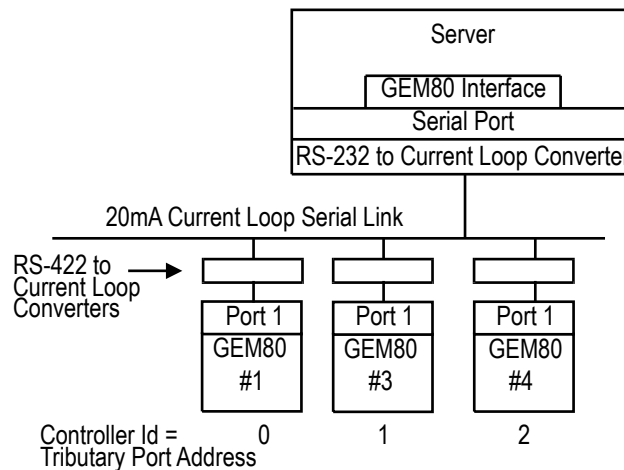 Server
GEM80 Interface
Serial Port
RS-232 to Current Loop Converter
20mA Current Loop Serial Link
RS-422 to
Current Loop
Converters
Port 1 Port 1 Port 1
GEM80 GEM80 GEM80
#1 #3 #4
Controller Id = 0 1 2
Tributary Port Address